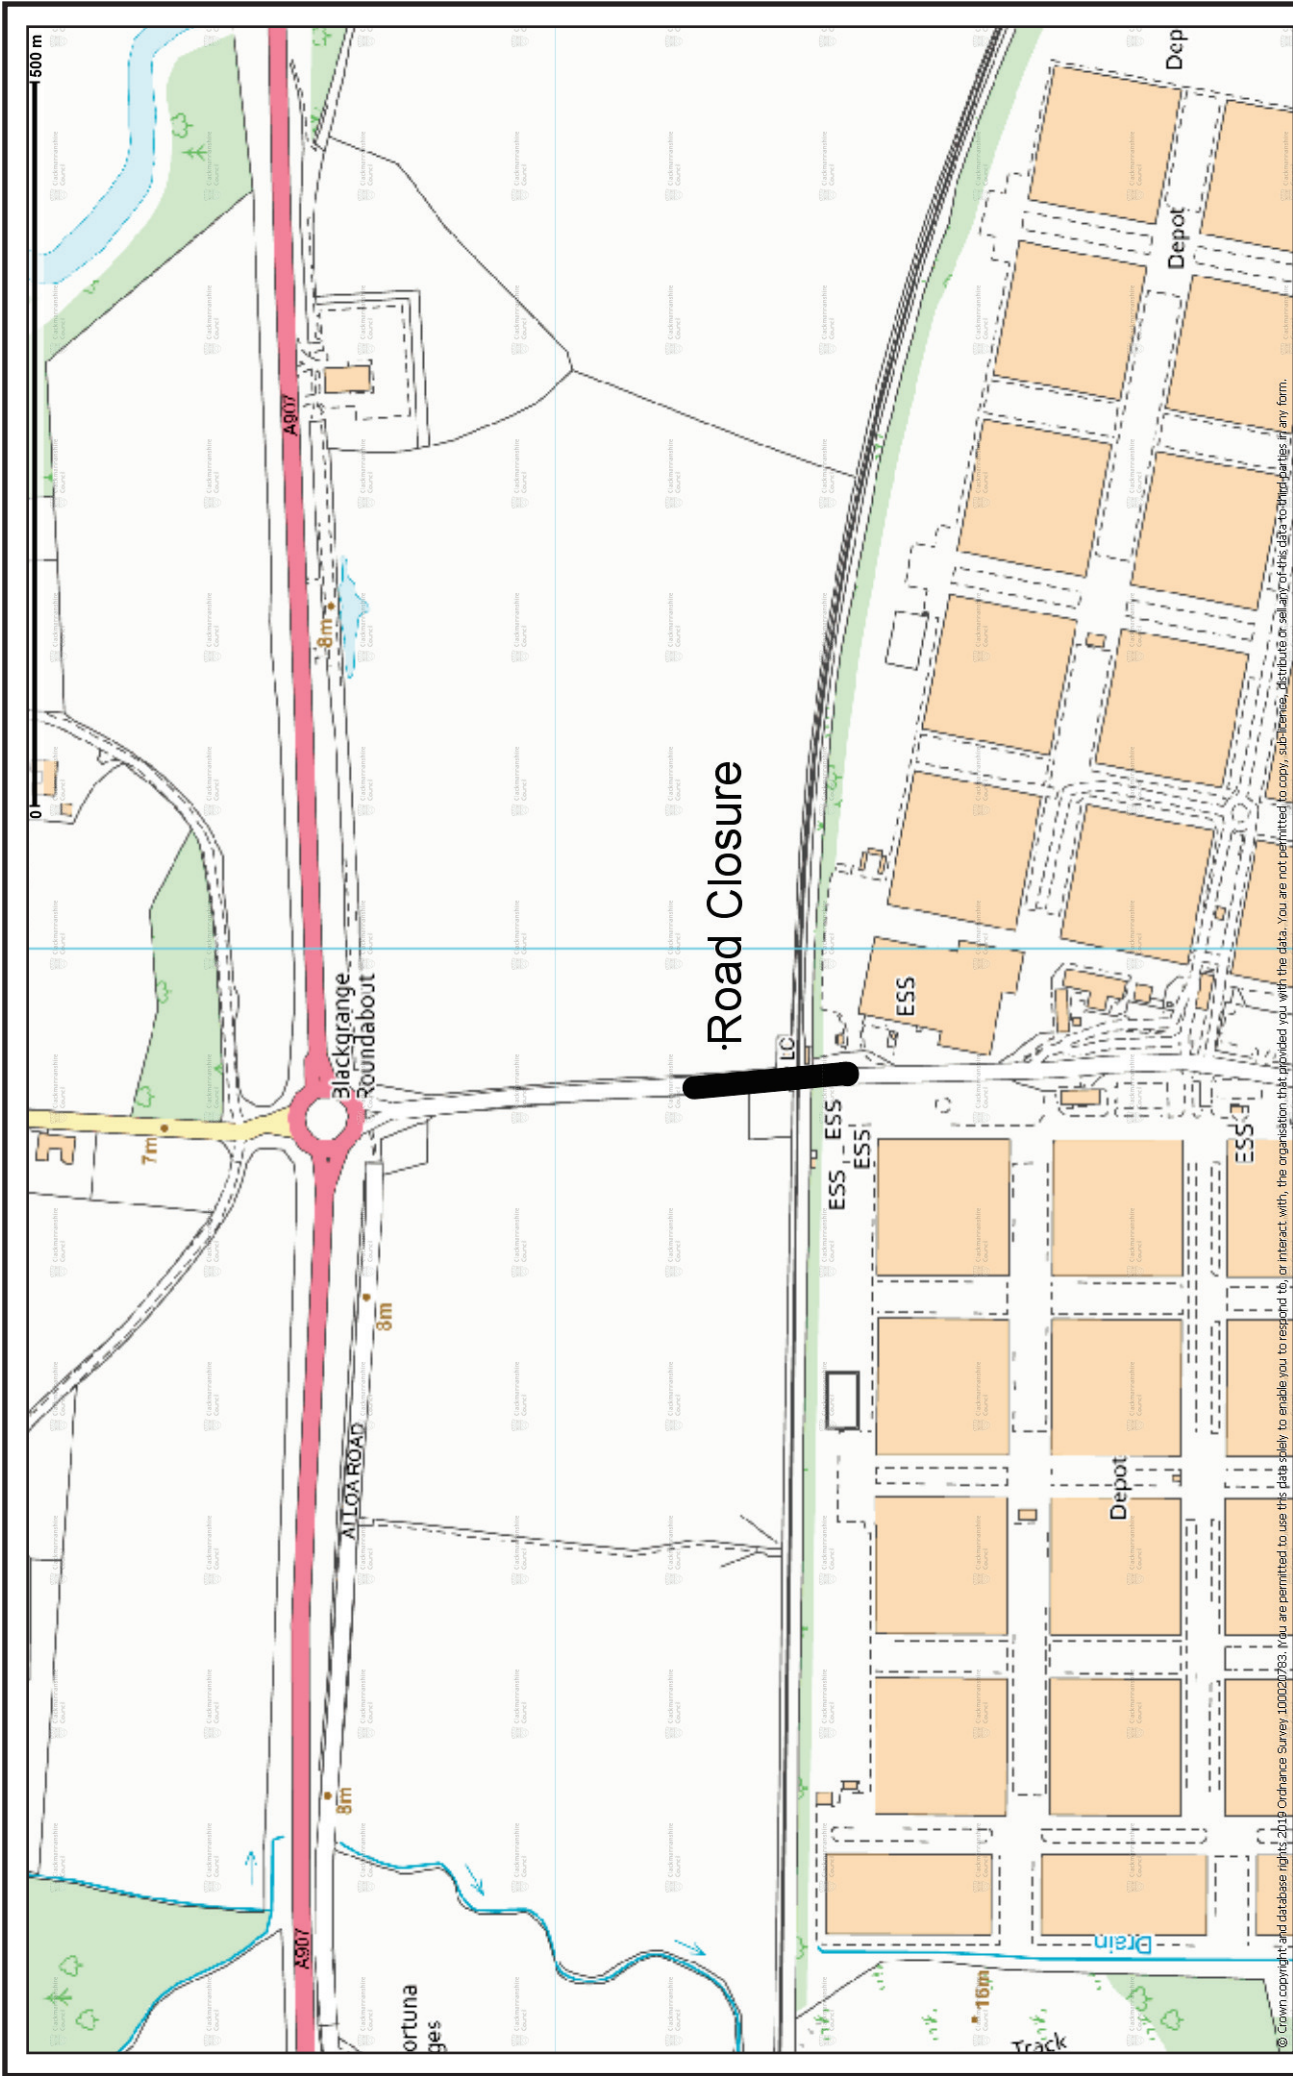 500 m
0
A907
8m
Dep
Depot
Road Closure
Blackgrange
Roundabout
7m
LC
ESS
ESS
ESS
ESS
ESS
8m
ALLOA ROAD
Depot
8m
A907
Drain
16m
Track
ortuna
ges
Clackmannanshire
Council
© Crown copyright and database rights 2019 Ordnance Survey 100020783. You are permitted to use this data solely to enable you to respond to, or interact with, the organisation that provided you with the data. You are not permitted to copy, sub-licence, distribute or sell any of this data to third parties in any form.